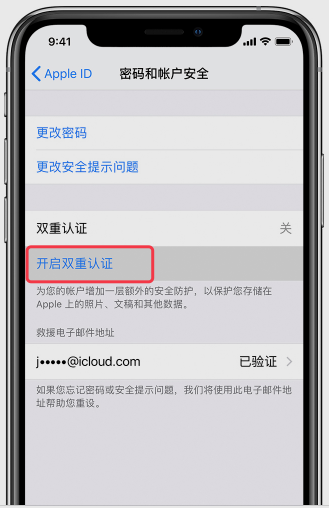 9:41
Apple ID
密码和帐户安全
更改密码
更改安全提示问题
双重认证 关
开启双重认证
为您的帐户增加一层额外的安全防护，以保护您存储在
Apple 上的照片、文稿和其他数据。
救援电子邮件地址
j•••••@icloud.com 已验证
如果您忘记密码或安全提示问题，我们将使用此电子邮件地
址帮助您重设。